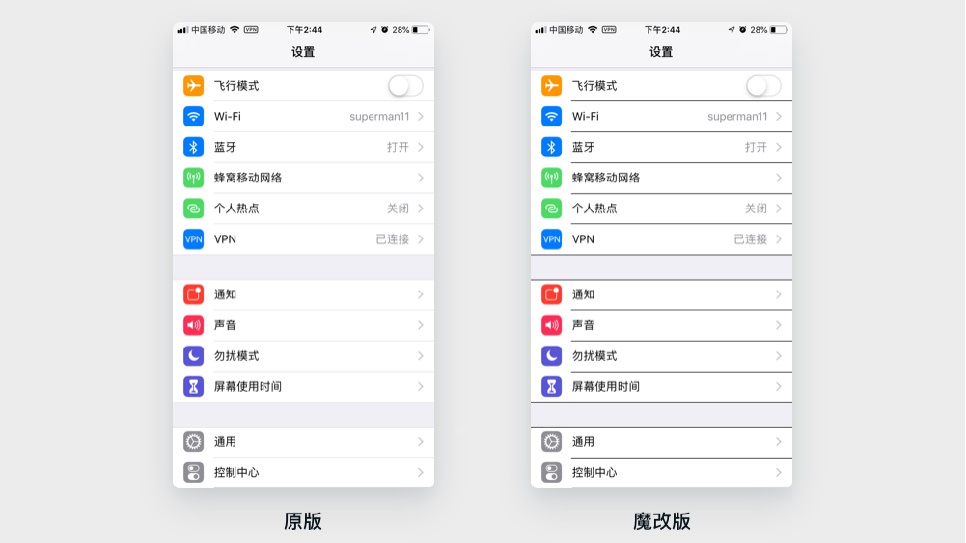 中国移动 VPN 下午2:44 28%
设置
飞行模式
Wi-Fi superman11
蓝牙 打开
蜂窝移动网络
个人热点 关闭
VPN VPN 已连接
通知
声音
勿扰模式
屏幕使用时间
通用
控制中心
原版
中国移动 VPN 下午2:44 28%
设置
飞行模式
Wi-Fi superman11
蓝牙 打开
蜂窝移动网络
个人热点 关闭
VPN VPN 已连接
通知
声音
勿扰模式
屏幕使用时间
通用
控制中心
魔改版